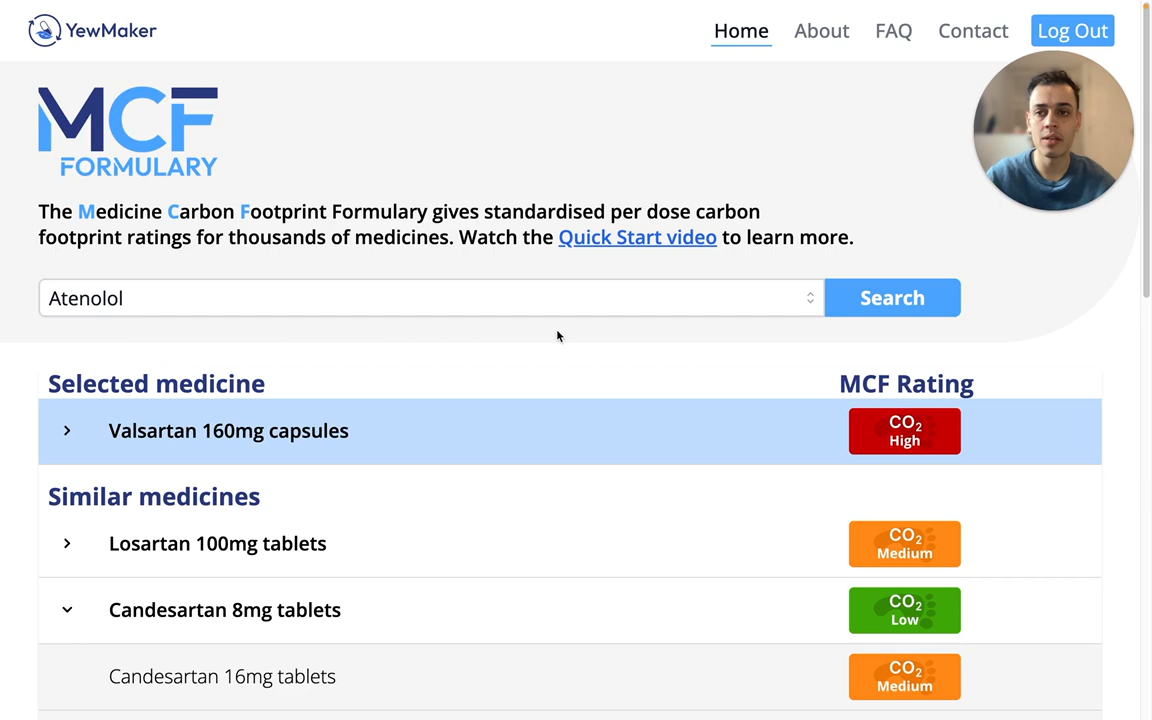 YewMaker
Home About FAQ Contact Log Out
MCF
FORMULARY
The Medicine Carbon Footprint Formulary gives standardised per dose carbon
footprint ratings for thousands of medicines. Watch the Quick Start video to learn more.
Atenolol Search
Selected medicine MCF Rating
Valsartan 160mg capsules CO₂
High
Similar medicines
Losartan 100mg tablets CO₂
Medium
Candesartan 8mg tablets CO₂
Low
Candesartan 16mg tablets CO₂
Medium